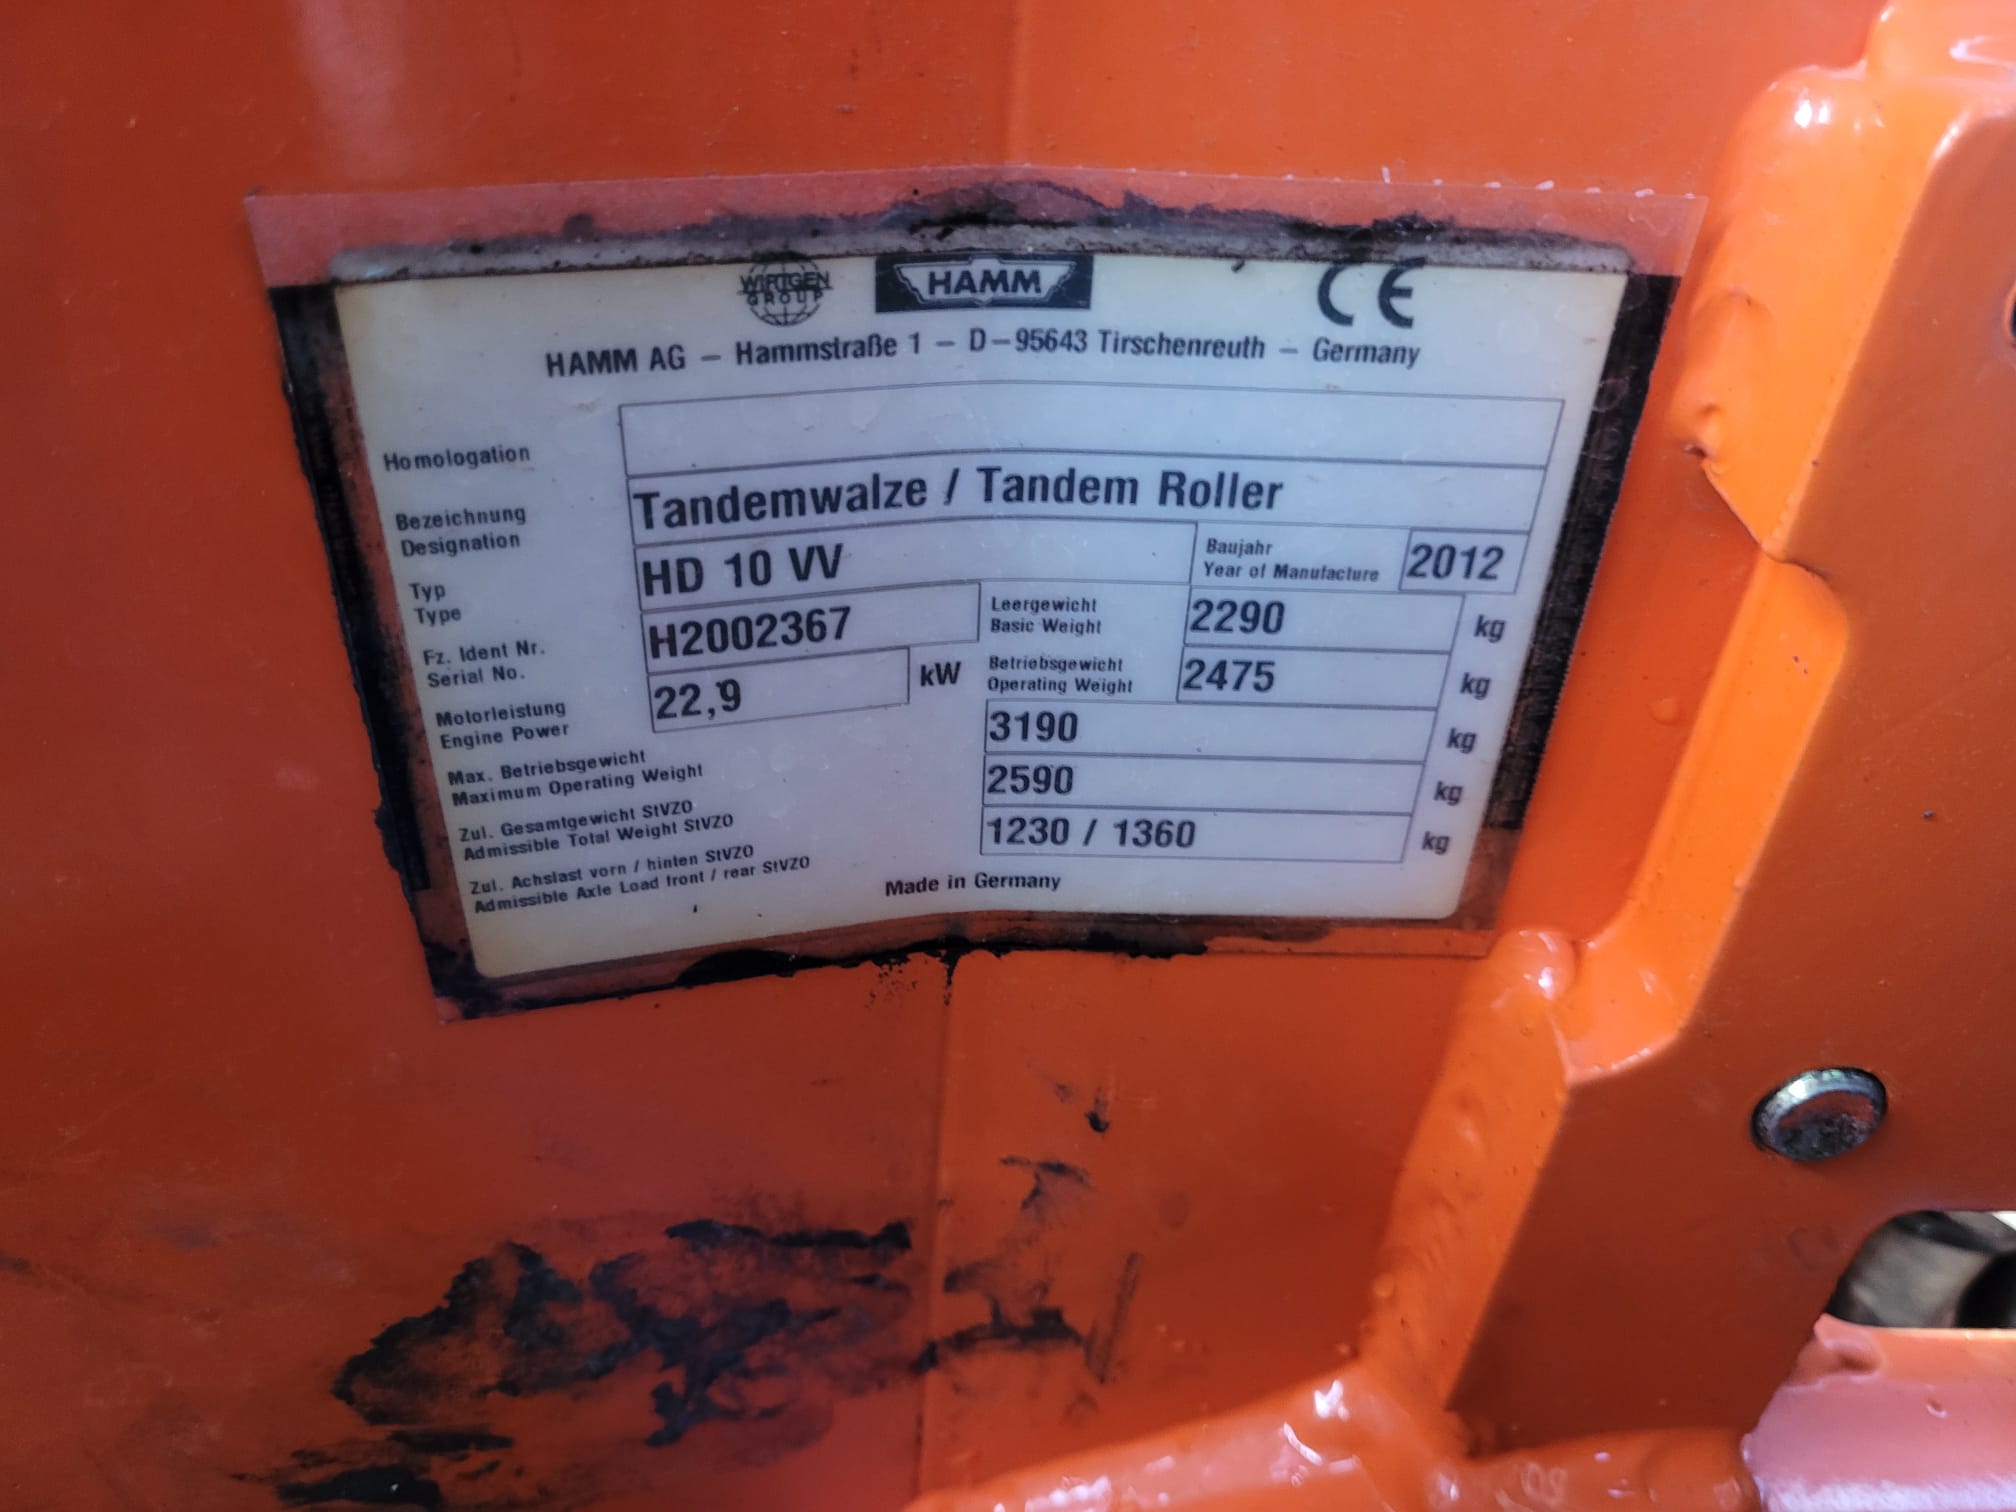 WIRTGEN GROUP HAMM CE
HAMM AG – Hammstraße 1 – D–95643 Tirschenreuth – Germany
Homologation
Bezeichnung
Designation
Tandemwalze / Tandem Roller
Typ
Type
HD 10 VV
Baujahr
Year of Manufacture
2012
Fz. Ident Nr.
Serial No.
H2002367
Leergewicht
Basic Weight
2290 kg
Motorleistung
Engine Power
22,9 kW
Betriebsgewicht
Operating Weight
2475 kg
Max. Betriebsgewicht
Maximum Operating Weight
3190 kg
Zul. Gesamtgewicht StVZO
Admissible Total Weight StVZO
2590 kg
Zul. Achslast vorn / hinten StVZO
Admissible Axle Load front / rear StVZO
1230 / 1360 kg
Made in Germany